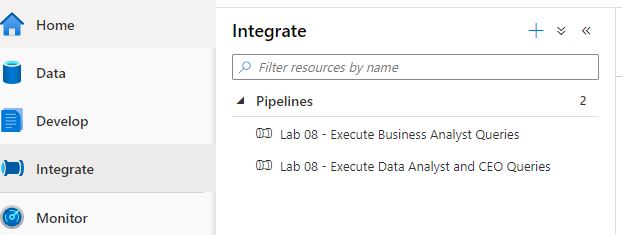 Home
Data
Develop
Integrate
Monitor
Integrate
Filter resources by name
Pipelines 2
Lab 08 - Execute Business Analyst Queries
Lab 08 - Execute Data Analyst and CEO Queries